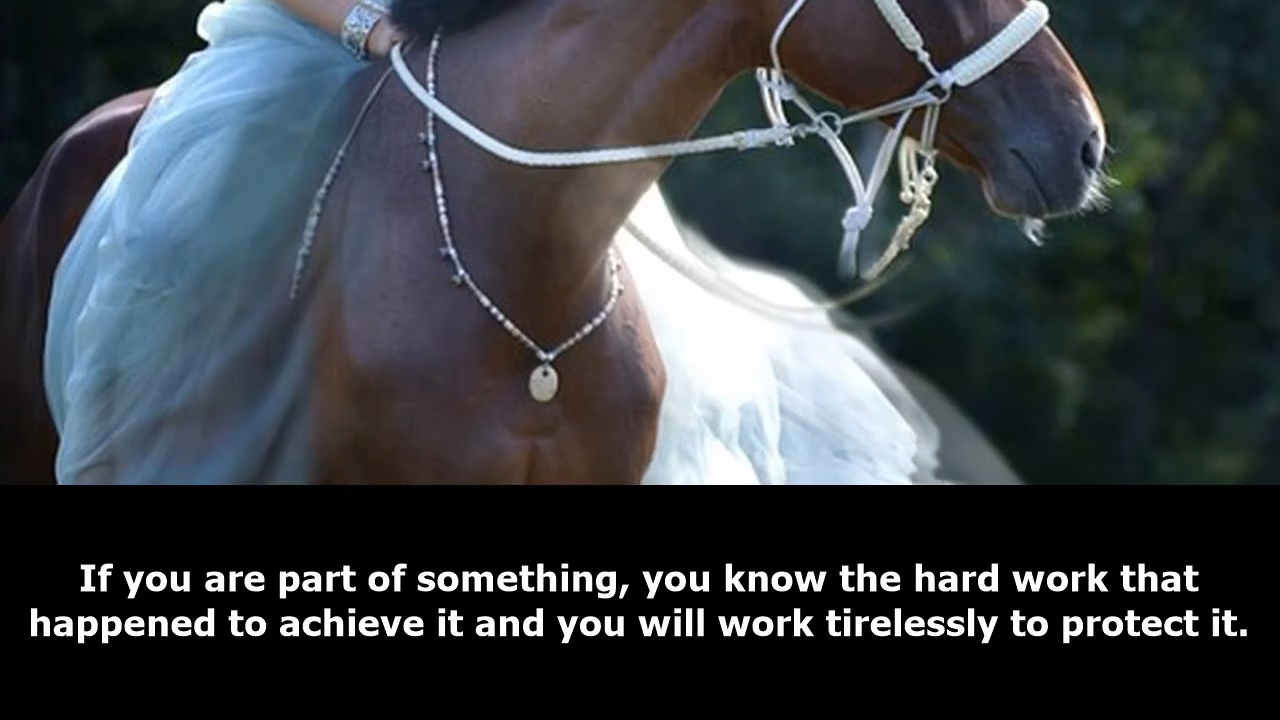 If you are part of something, you know the hard work that
happened to achieve it and you will work tirelessly to protect it.